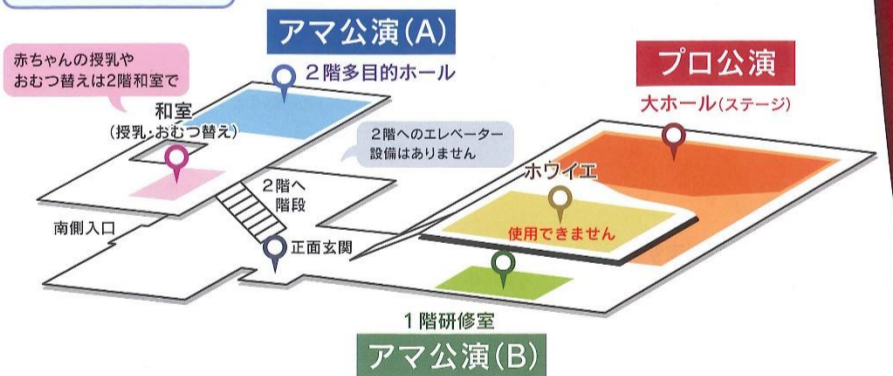 アマ公演(A)
2階多目的ホール
赤ちゃんの授乳や
おむつ替えは2階和室で
和室
(授乳・おむつ替え)
プロ公演
大ホール(ステージ)
2階へのエレベーター
設備はありません
ホワイエ
使用できません
2階へ
階段
南側入口
正面玄関
1階研修室
アマ公演(B)